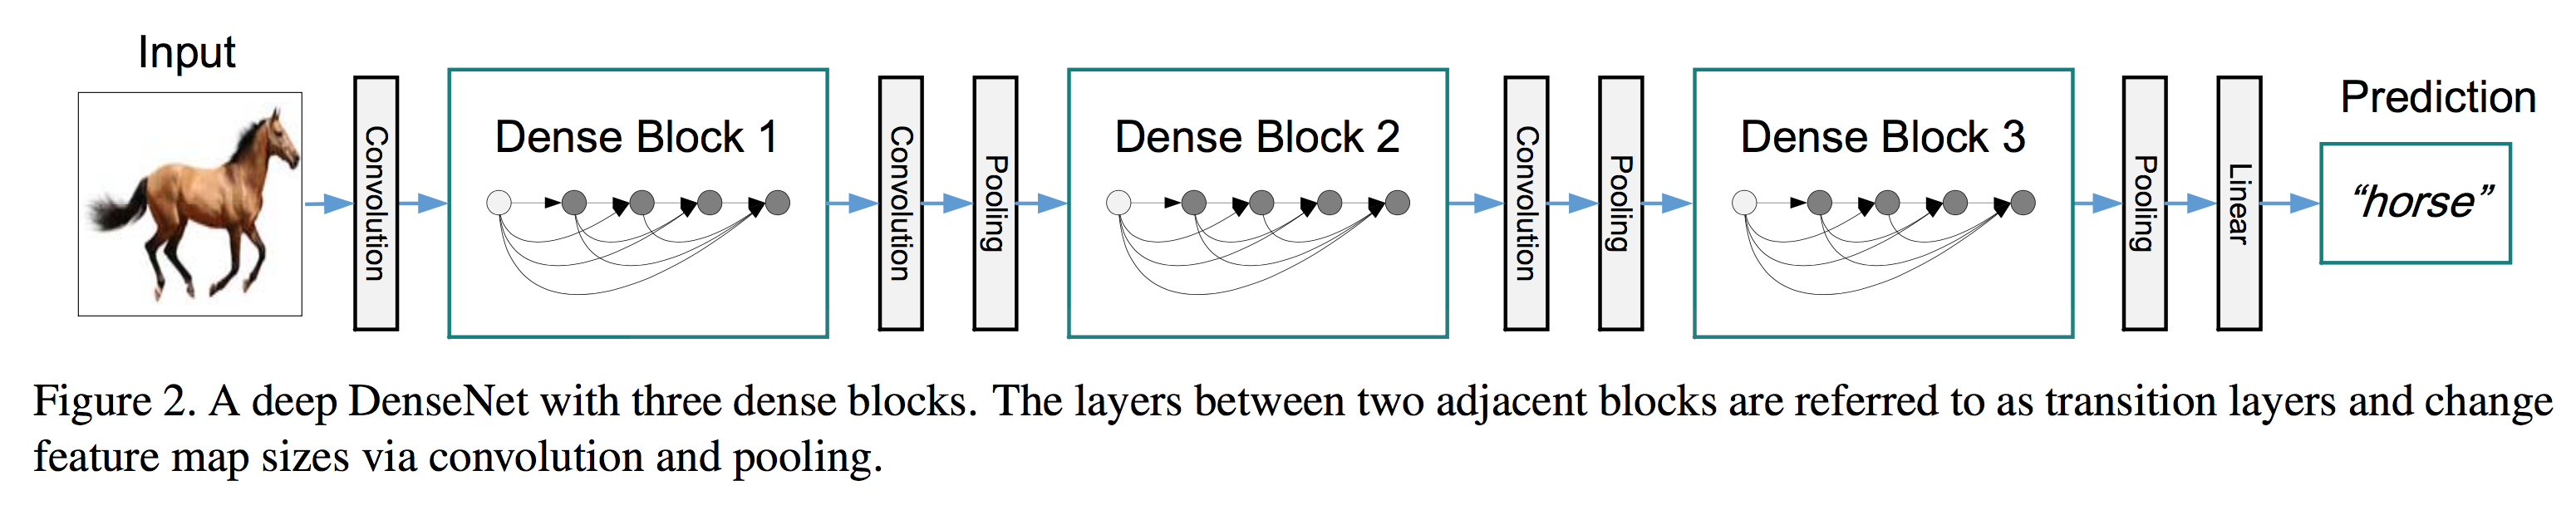 Input
Convolution
Dense Block 1
Convolution
Pooling
Dense Block 2
Convolution
Pooling
Dense Block 3
Pooling
Linear
Prediction
“horse”
Figure 2. A deep DenseNet with three dense blocks. The layers between two adjacent blocks are referred to as transition layers and change
feature map sizes via convolution and pooling.